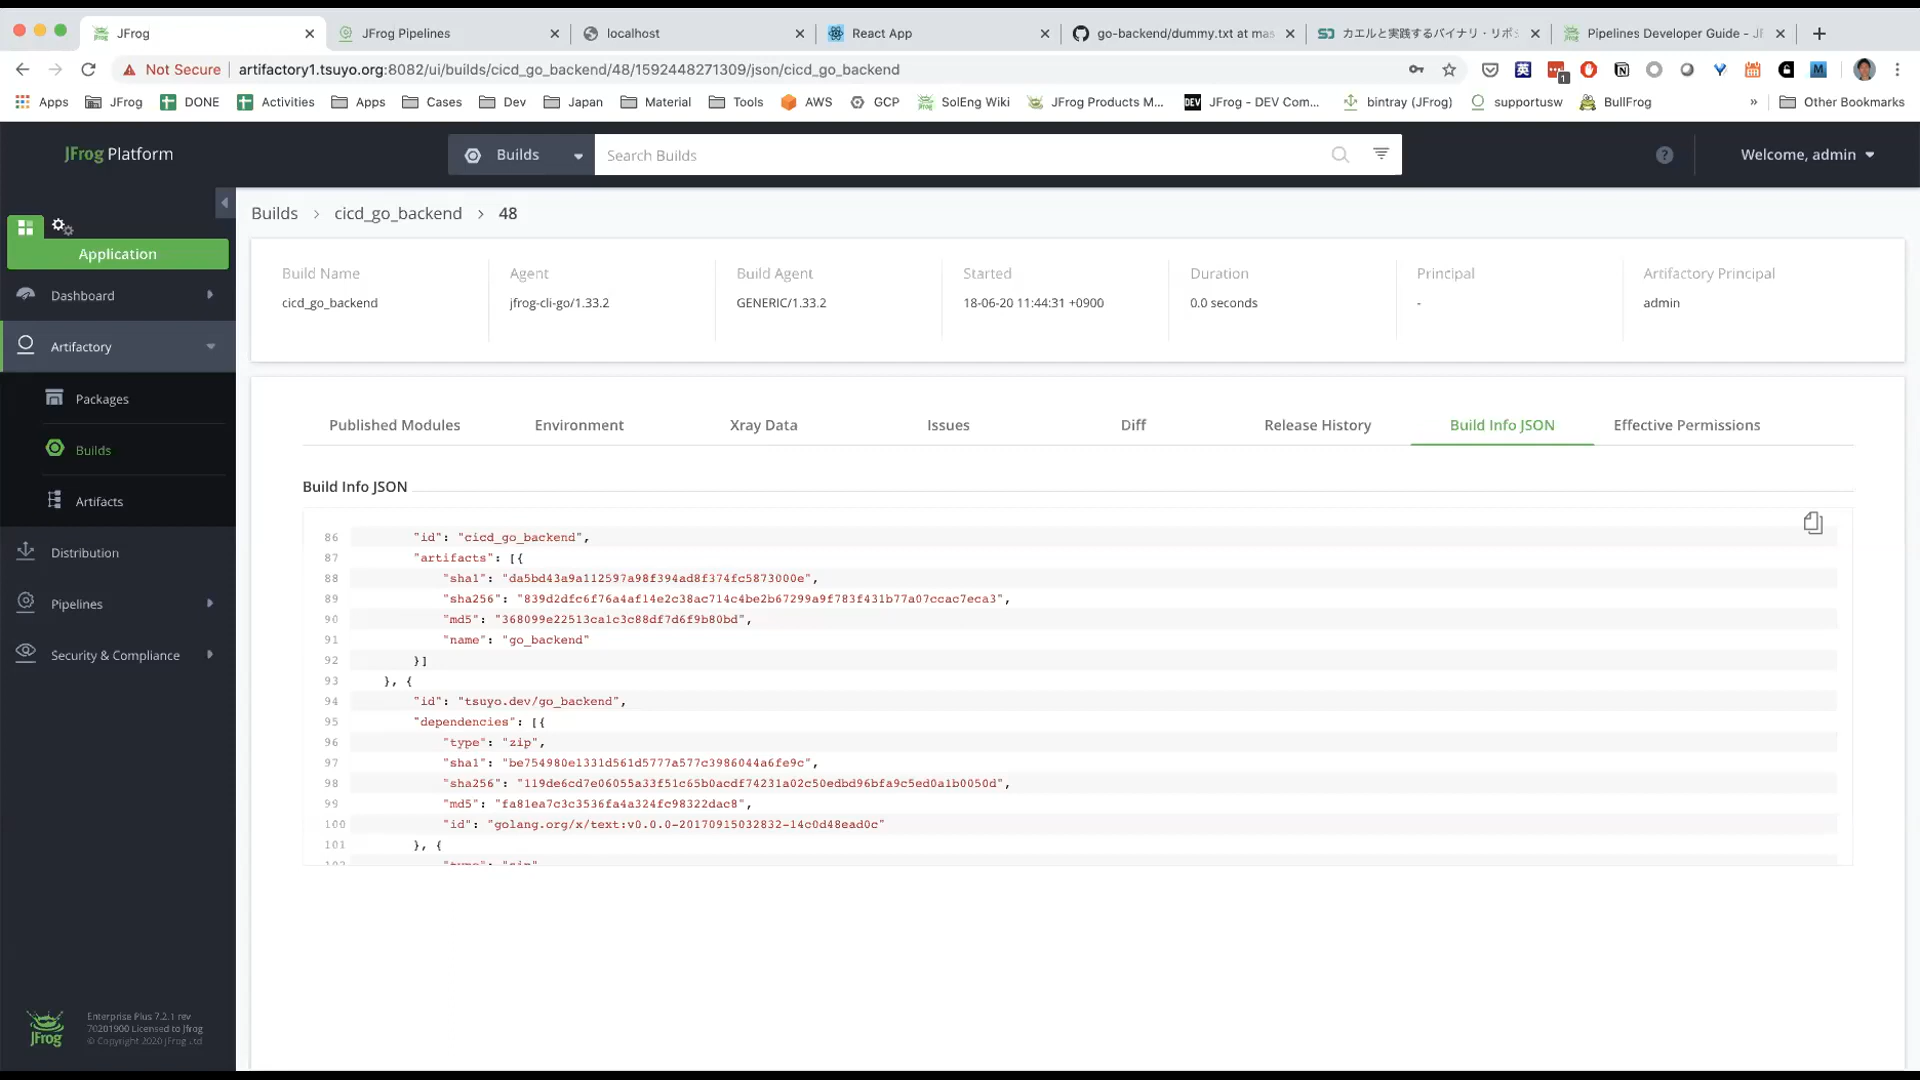 JFrog
JFrog Pipelines
localhost
React App
go-backend/dummy.txt at mas
カエルと実践するバイナリ・リポジ
Pipelines Developer Guide - JF
Not Secure
artifactory1.tsuyo.org:8082/ui/builds/cicd_go_backend/48/1592448271309/json/cicd_go_backend
Apps
JFrog
DONE
Activities
Apps
Cases
Dev
Japan
Material
Tools
AWS
GCP
SolEng Wiki
JFrog Products M...
JFrog - DEV Com...
bintray (JFrog)
supportusw
BullFrog
»
Other Bookmarks
JFrog Platform
Builds
Search Builds
Welcome, admin
Application
Dashboard
Artifactory
Packages
Builds
Artifacts
Distribution
Pipelines
Security & Compliance
Builds > cicd_go_backend > 48
Build Name
cicd_go_backend
Agent
jfrog-cli-go/1.33.2
Build Agent
GENERIC/1.33.2
Started
18-06-20 11:44:31 +0900
Duration
0.0 seconds
Principal
-
Artifactory Principal
admin
Published Modules
Environment
Xray Data
Issues
Diff
Release History
Build Info JSON
Effective Permissions
Build Info JSON
86 "id": "cicd_go_backend",
87 "artifacts": [{
88 "sha1": "da5bd43a9a112597a98f394ad8f374fc5873000e",
89 "sha256": "839d2dfc6f76a4af14e2c38ac714c4be2b67299a9f783f431b77a07ccac7eca3",
90 "md5": "368099e22513ca1c3c88df7d6f9b80bd",
91 "name": "go_backend"
92 }]
93 }, {
94 "id": "tsuyo.dev/go_backend",
95 "dependencies": [{
96 "type": "zip",
97 "sha1": "be754980e1331d561d5777a577c3986044a6fe9c",
98 "sha256": "119de6cd7e06055a33f51c65b0acdf74231a02c50edbd96bfa9c5ed0a1b0050d",
99 "md5": "fa81ea7c3c3536fa4a324fc98322dac8",
100 "id": "golang.org/x/text:v0.0.0-20170915032832-14c0d48ead0c"
101 }, {
JFrog
Enterprise Plus 7.2.1 rev
70201900 Licensed to Jfrog
© Copyright 2020 JFrog Ltd